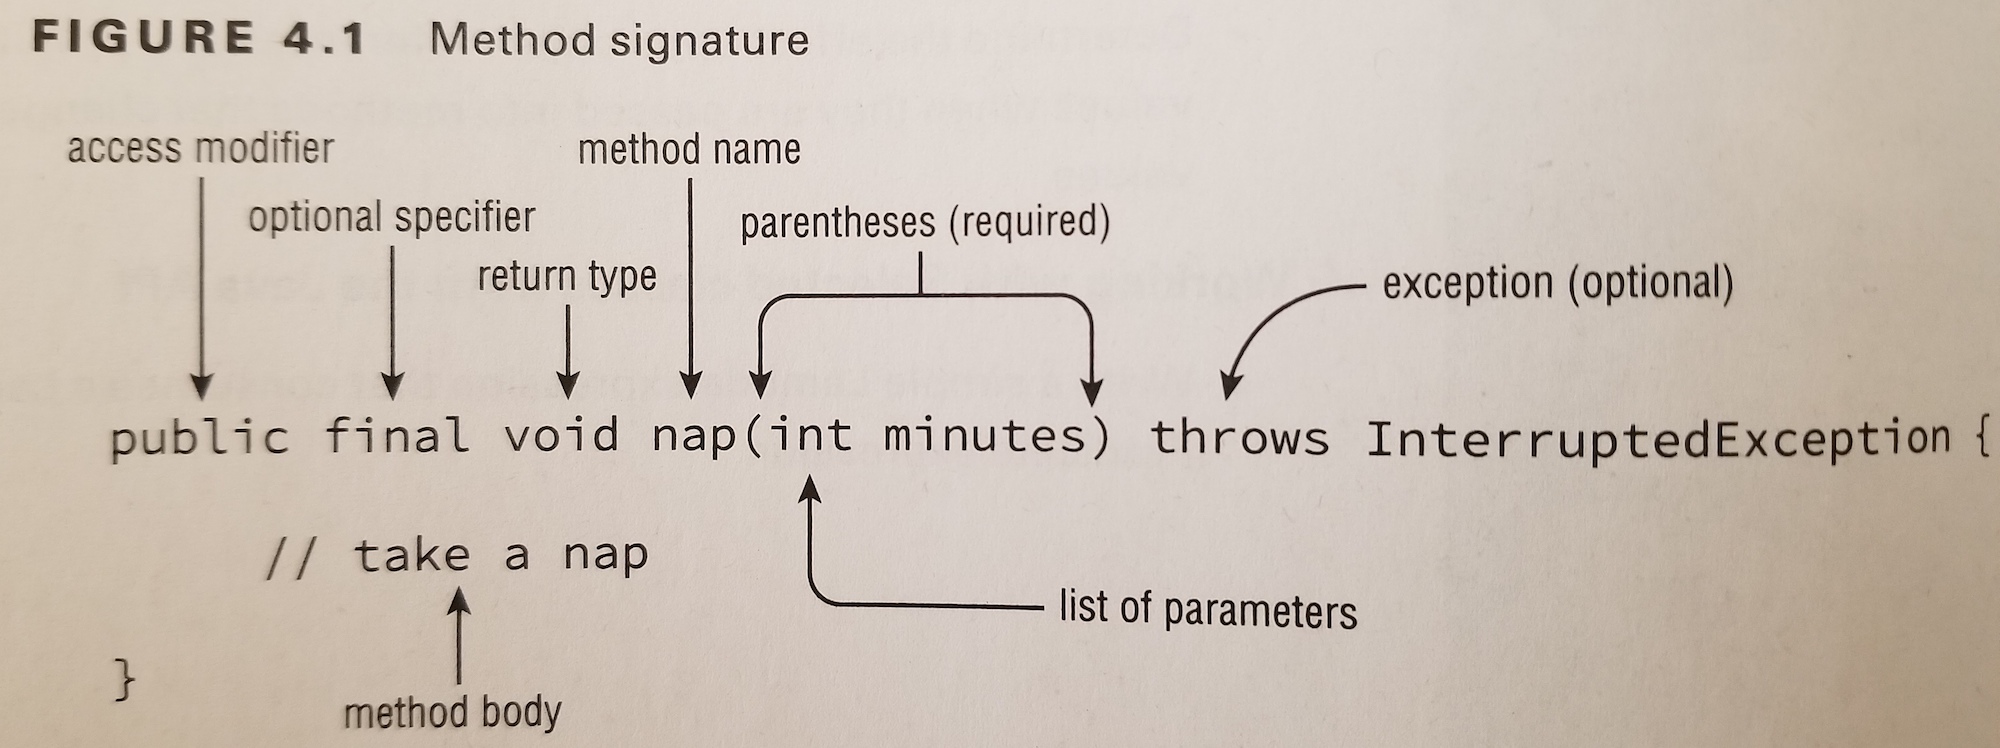 FIGURE 4.1 Method signature
access modifier
method name
optional specifier
parentheses (required)
return type
exception (optional)
public final void nap(int minutes) throws InterruptedException {
// take a nap
list of parameters
}
method body